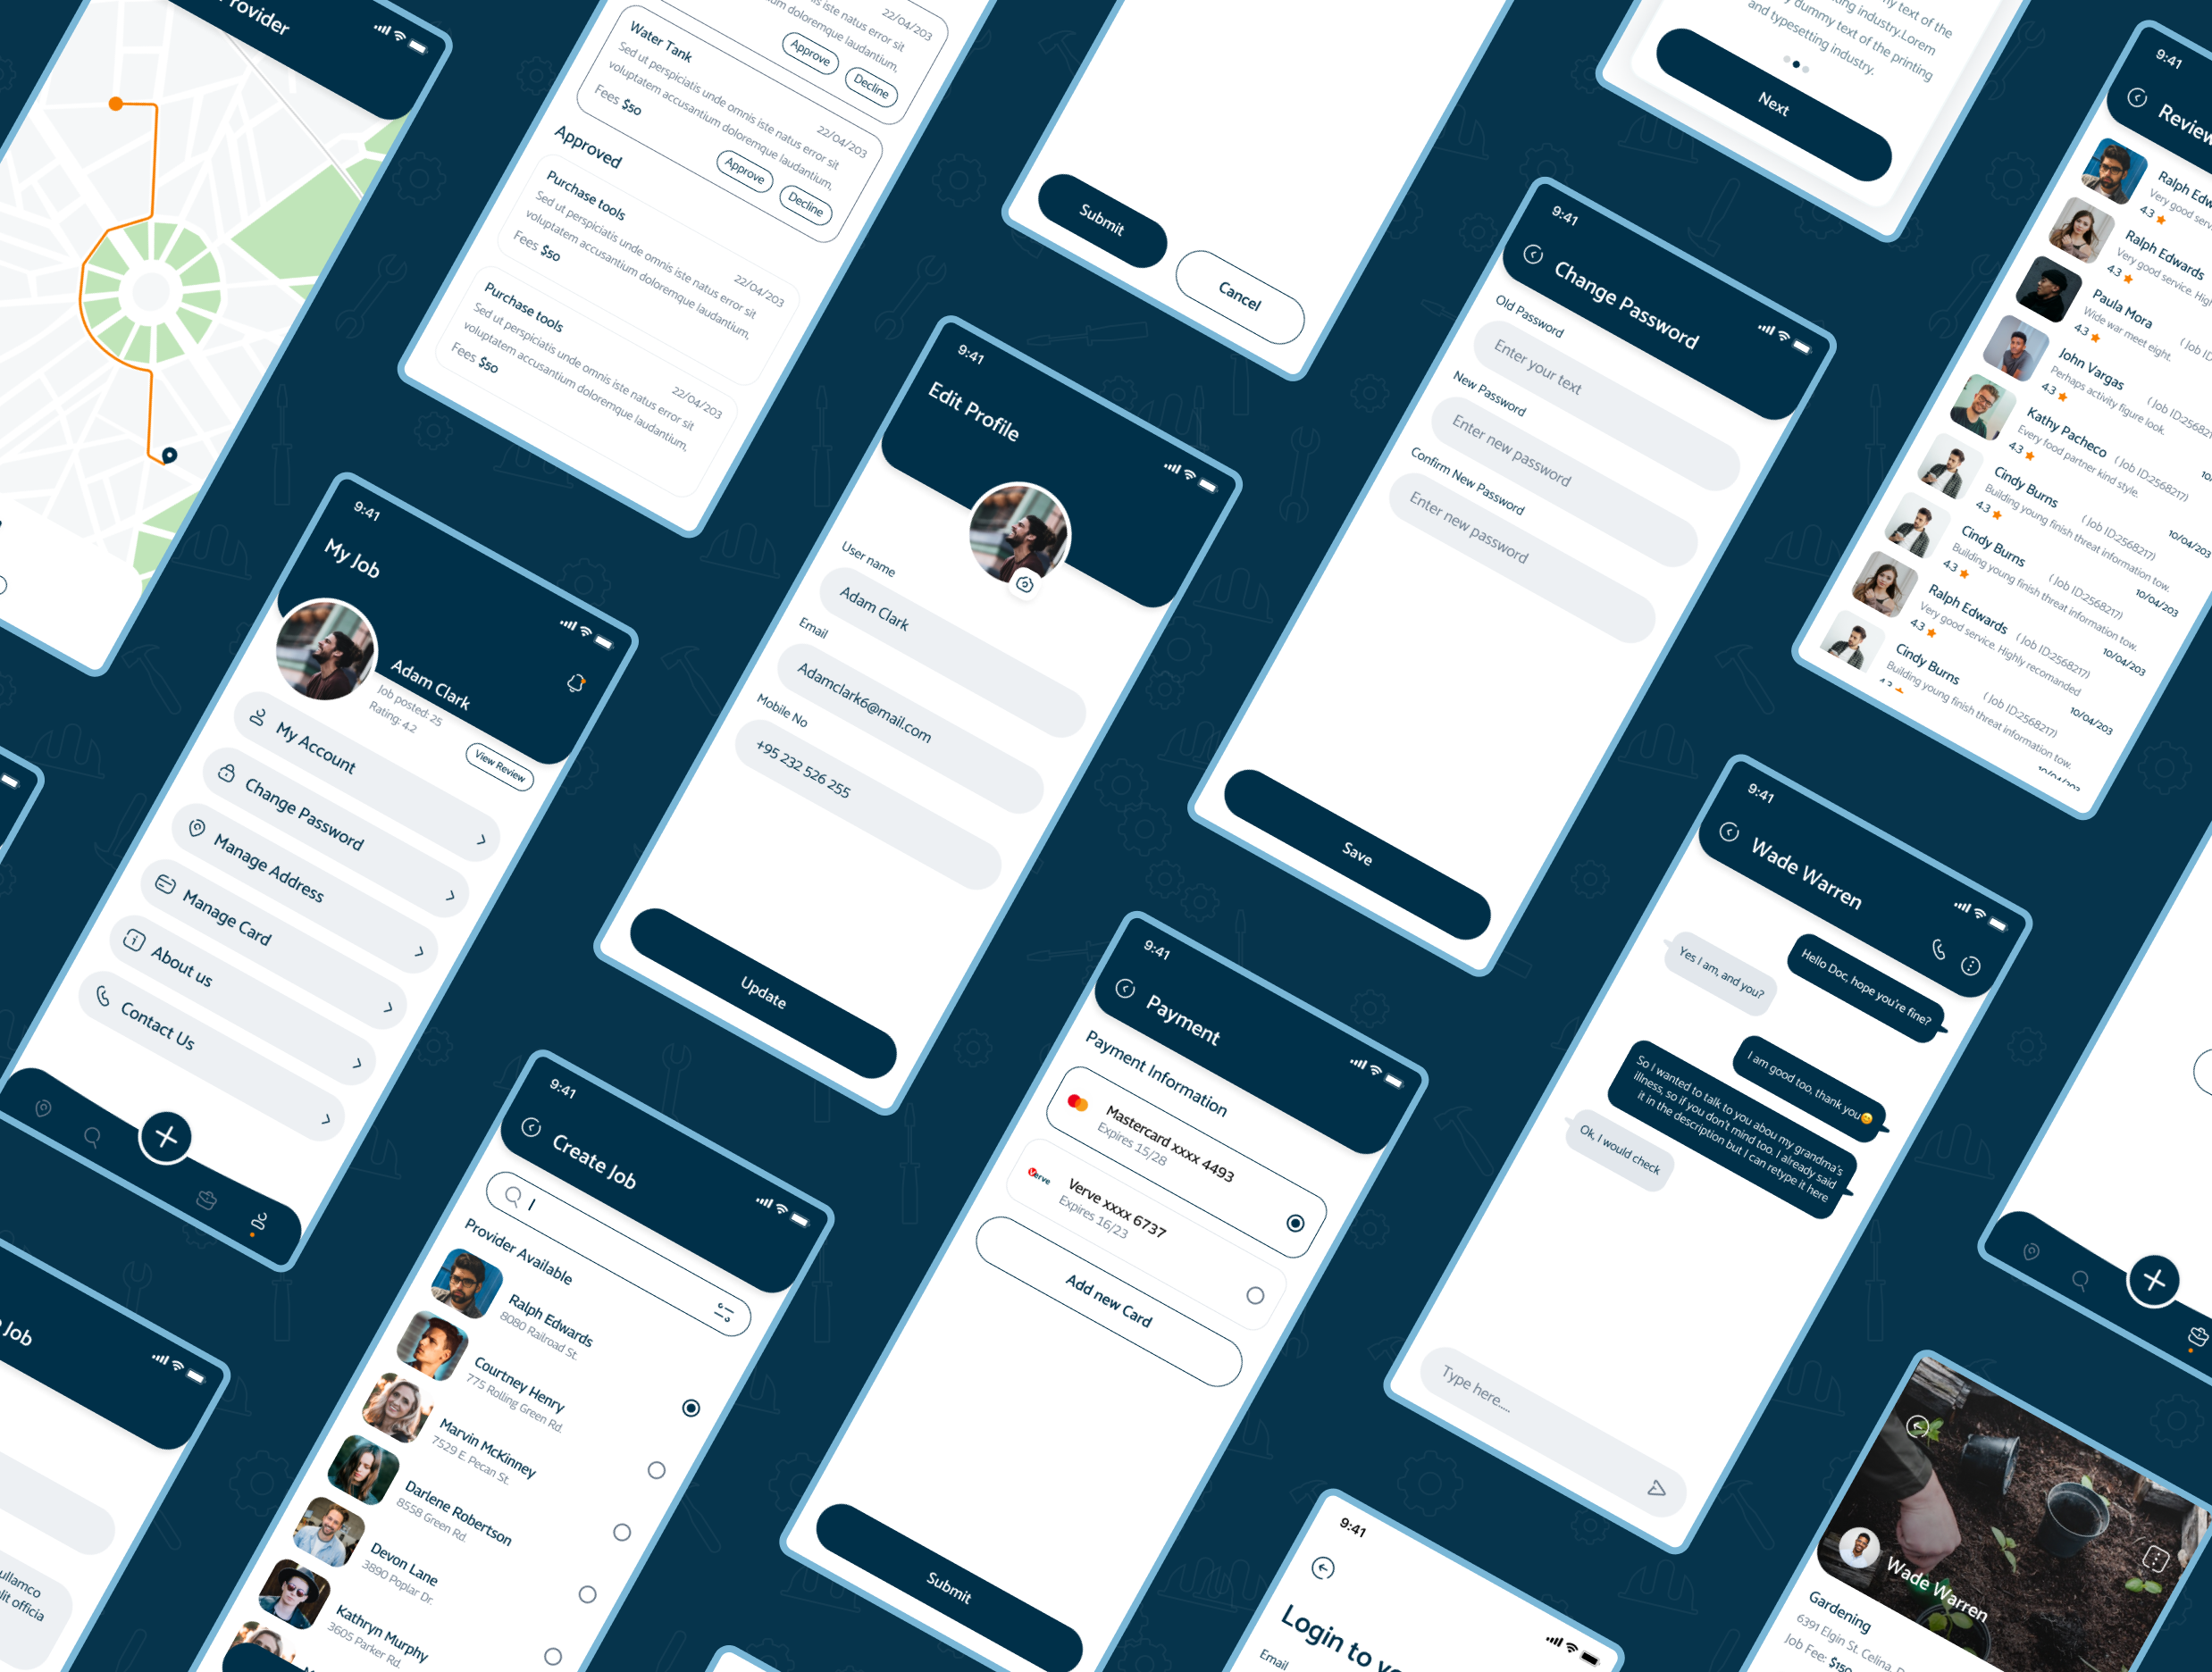 rovider
22/04/203
iste natus error sit
doloremque laudantium,
Approve
Decline
Water Tank
22/04/203
Sed ut perspiciatis unde omnis iste natus error sit
voluptatem accusantium doloremque laudantium,
Fees $50
Approve
Decline
Approved
Purchase tools
22/04/203
Sed ut perspiciatis unde omnis iste natus error sit
voluptatem accusantium doloremque laudantium,
Fees $50
Purchase tools
22/04/203
Sed ut perspiciatis unde omnis iste natus error sit
voluptatem accusantium doloremque laudantium,
Fees $50
Submit
Cancel
text of the
industry.Lorem
dummy text of the printing
and typesetting industry.
Next
9:41
Review
Ralph Edw
Very good serv
4.3
Ralph Edwards
Very good service. Highl
4.3
Paula Mora
( Job ID
Wide war meet eight.
4.3
John Vargas
( Job ID:25682
Perhaps activity figure look.
4.3
10/
Kathy Pacheco
( Job ID:2568217)
Every food partner kind style.
4.3
10/04/203
Cindy Burns
( Job ID:2568217)
Building young finish threat information tow.
4.3
10/04/203
Cindy Burns
( Job ID:2568217)
Building young finish threat information tow.
4.3
10/04/203
Ralph Edwards
( Job ID:2568217)
Very good service. Highly recomanded
4.3
10/04/203
Cindy Burns
( Job ID:2568217)
Building young finish threat information tow.
4.3
10/04/203
9:41
Change Password
Old Password
Enter your text
New Password
Enter new password
Confirm New Password
Enter new password
Save
9:41
Edit Profile
User name
Adam Clark
Email
Adamclark6@mail.com
Mobile No
+95 232 526 255
Update
9:41
My Job
Adam Clark
Job posted: 25
Rating: 4.2
View Review
My Account
Change Password
Manage Address
Manage Card
About us
Contact Us
9:41
Wade Warren
Hello Doc, hope you're fine?
Yes I am, and you?
I am good too, thank you😊
So I wanted to talk to you abou my grandma's
illness, so if you don't mind too. I already said
it in the description but I can retype it here
Ok, I would check
Type here....
9:41
Payment
Payment Information
Mastercard xxxx 4493
Expires 15/28
Verve
Verve xxxx 6737
Expires 16/23
Add new Card
Submit
9:41
Create Job
Provider Available
Ralph Edwards
8080 Railroad St.
Courtney Henry
775 Rolling Green Rd.
Marvin McKinney
7529 E. Pecan St.
Darlene Robertson
8558 Green Rd.
Devon Lane
3890 Poplar Dr.
Kathryn Murphy
3605 Parker Rd.
Job
ullamco
lit officia
9:41
Login to yo
Email
Wade Warren
Gardening
6391 Elgin St. Celina, D
Job Fee: $150